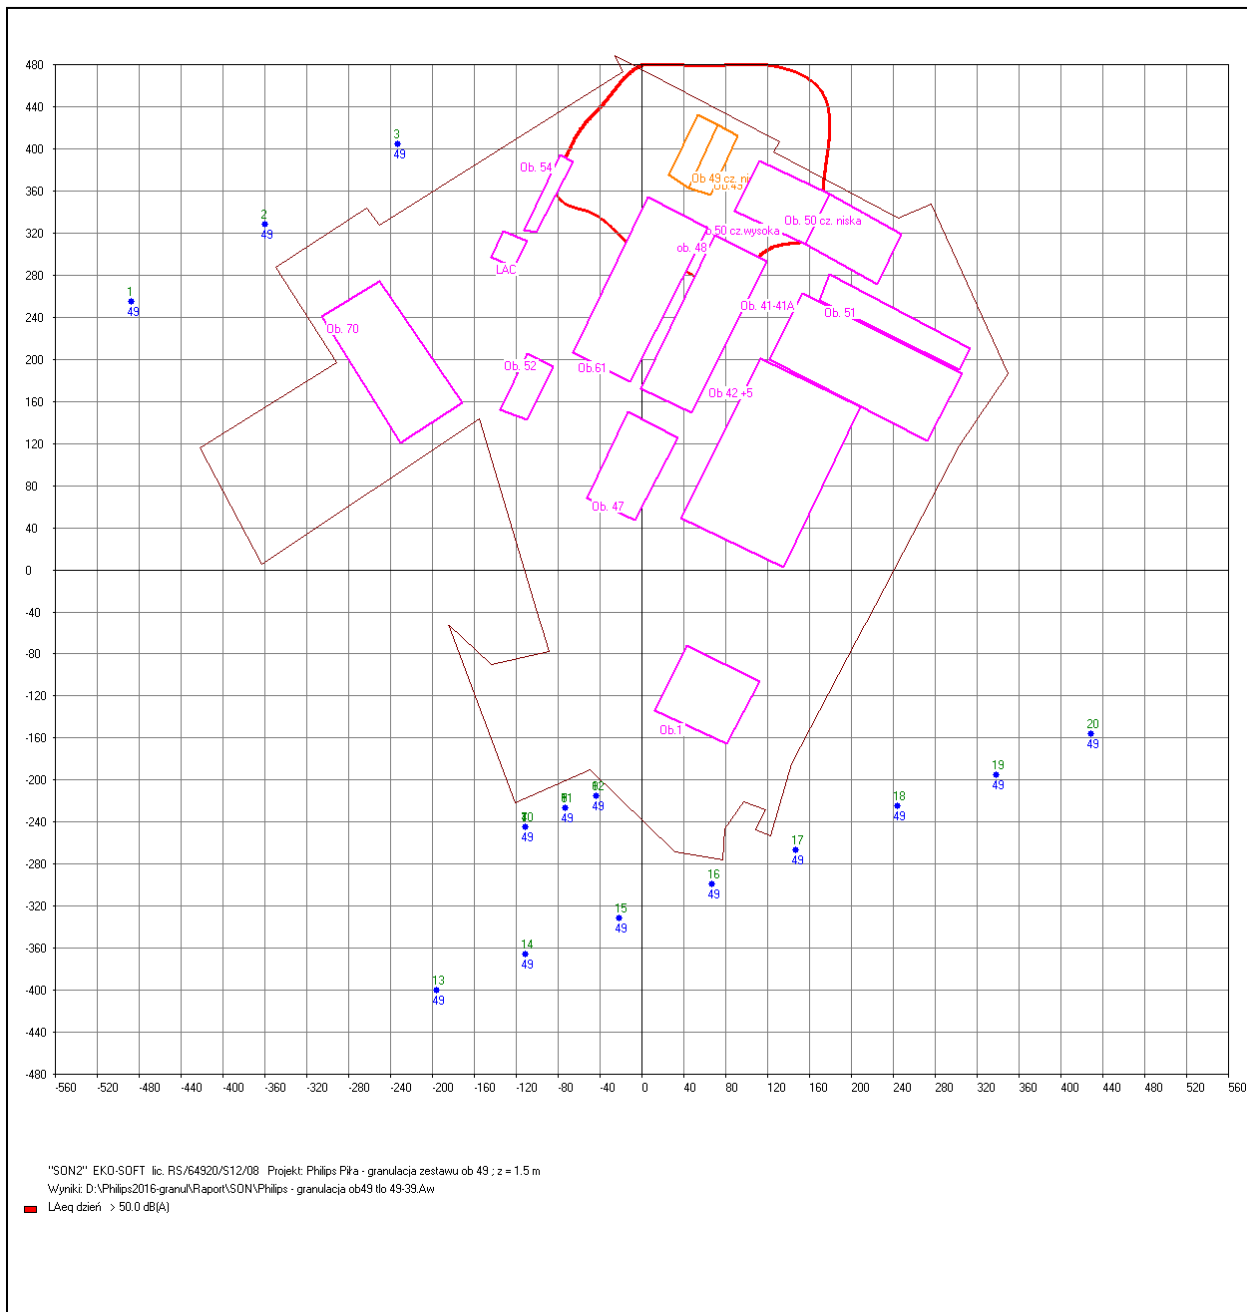 480
440
3
49
400
Ob. 54
Ob 49 cz. ni
360
2
49
Ob. 50 cz. niska
320
.50 cz.wysoka
ob. 48
280
LAC
1
49
Ob. 41-41A
240
Ob. 51
Ob. 70
200
Ob. 52
Ob.61
Ob 42 +5
160
120
80
Ob. 47
40
0
-40
-80
-120
Ob.1
20
49
-160
19
49
-200
18
49
49
49
49
-240
17
49
-280
16
49
-320
15
49
-360
14
49
-400
13
49
-440
-480
-560 -520 -480 -440 -400 -360 -320 -280 -240 -200 -160 -120 -80 -40 0 40 80 120 160 200 240 280 320 360 400 440 480 520 560
"SON2" EKO-SOFT lic. RS/64920/S12/08 Projekt: Philips Piła - granulacja zestawu ob 49 ; z = 1.5 m
Wyniki: D:\Philips2016-granul\Raport\SON\Philips - granulacja ob49 tlo 49-39.Aw
LAeq dzień > 50.0 dB(A)